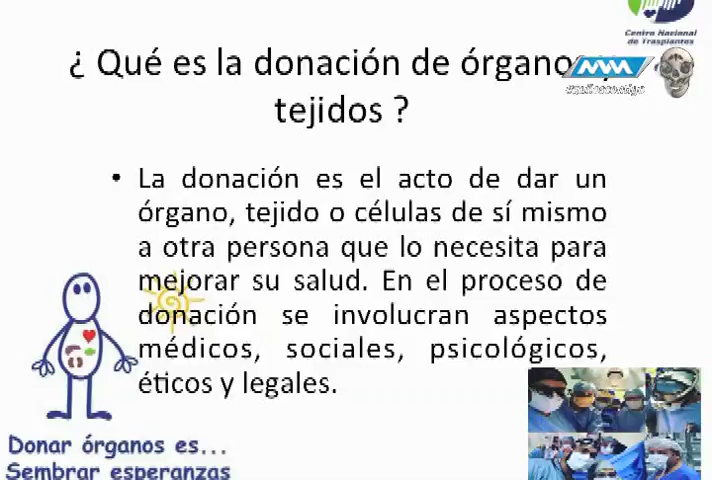 Centro Nacional
de Trasplantes
¿ Qué es la donación de órganos y
tejidos ?
• La donación es el acto de dar un
órgano, tejido o células de sí mismo
a otra persona que lo necesita para
mejorar su salud. En el proceso de
donación se involucran aspectos
médicos, sociales, psicológicos,
éticos y legales.
Donar órganos es...
Sembrar esperanzas